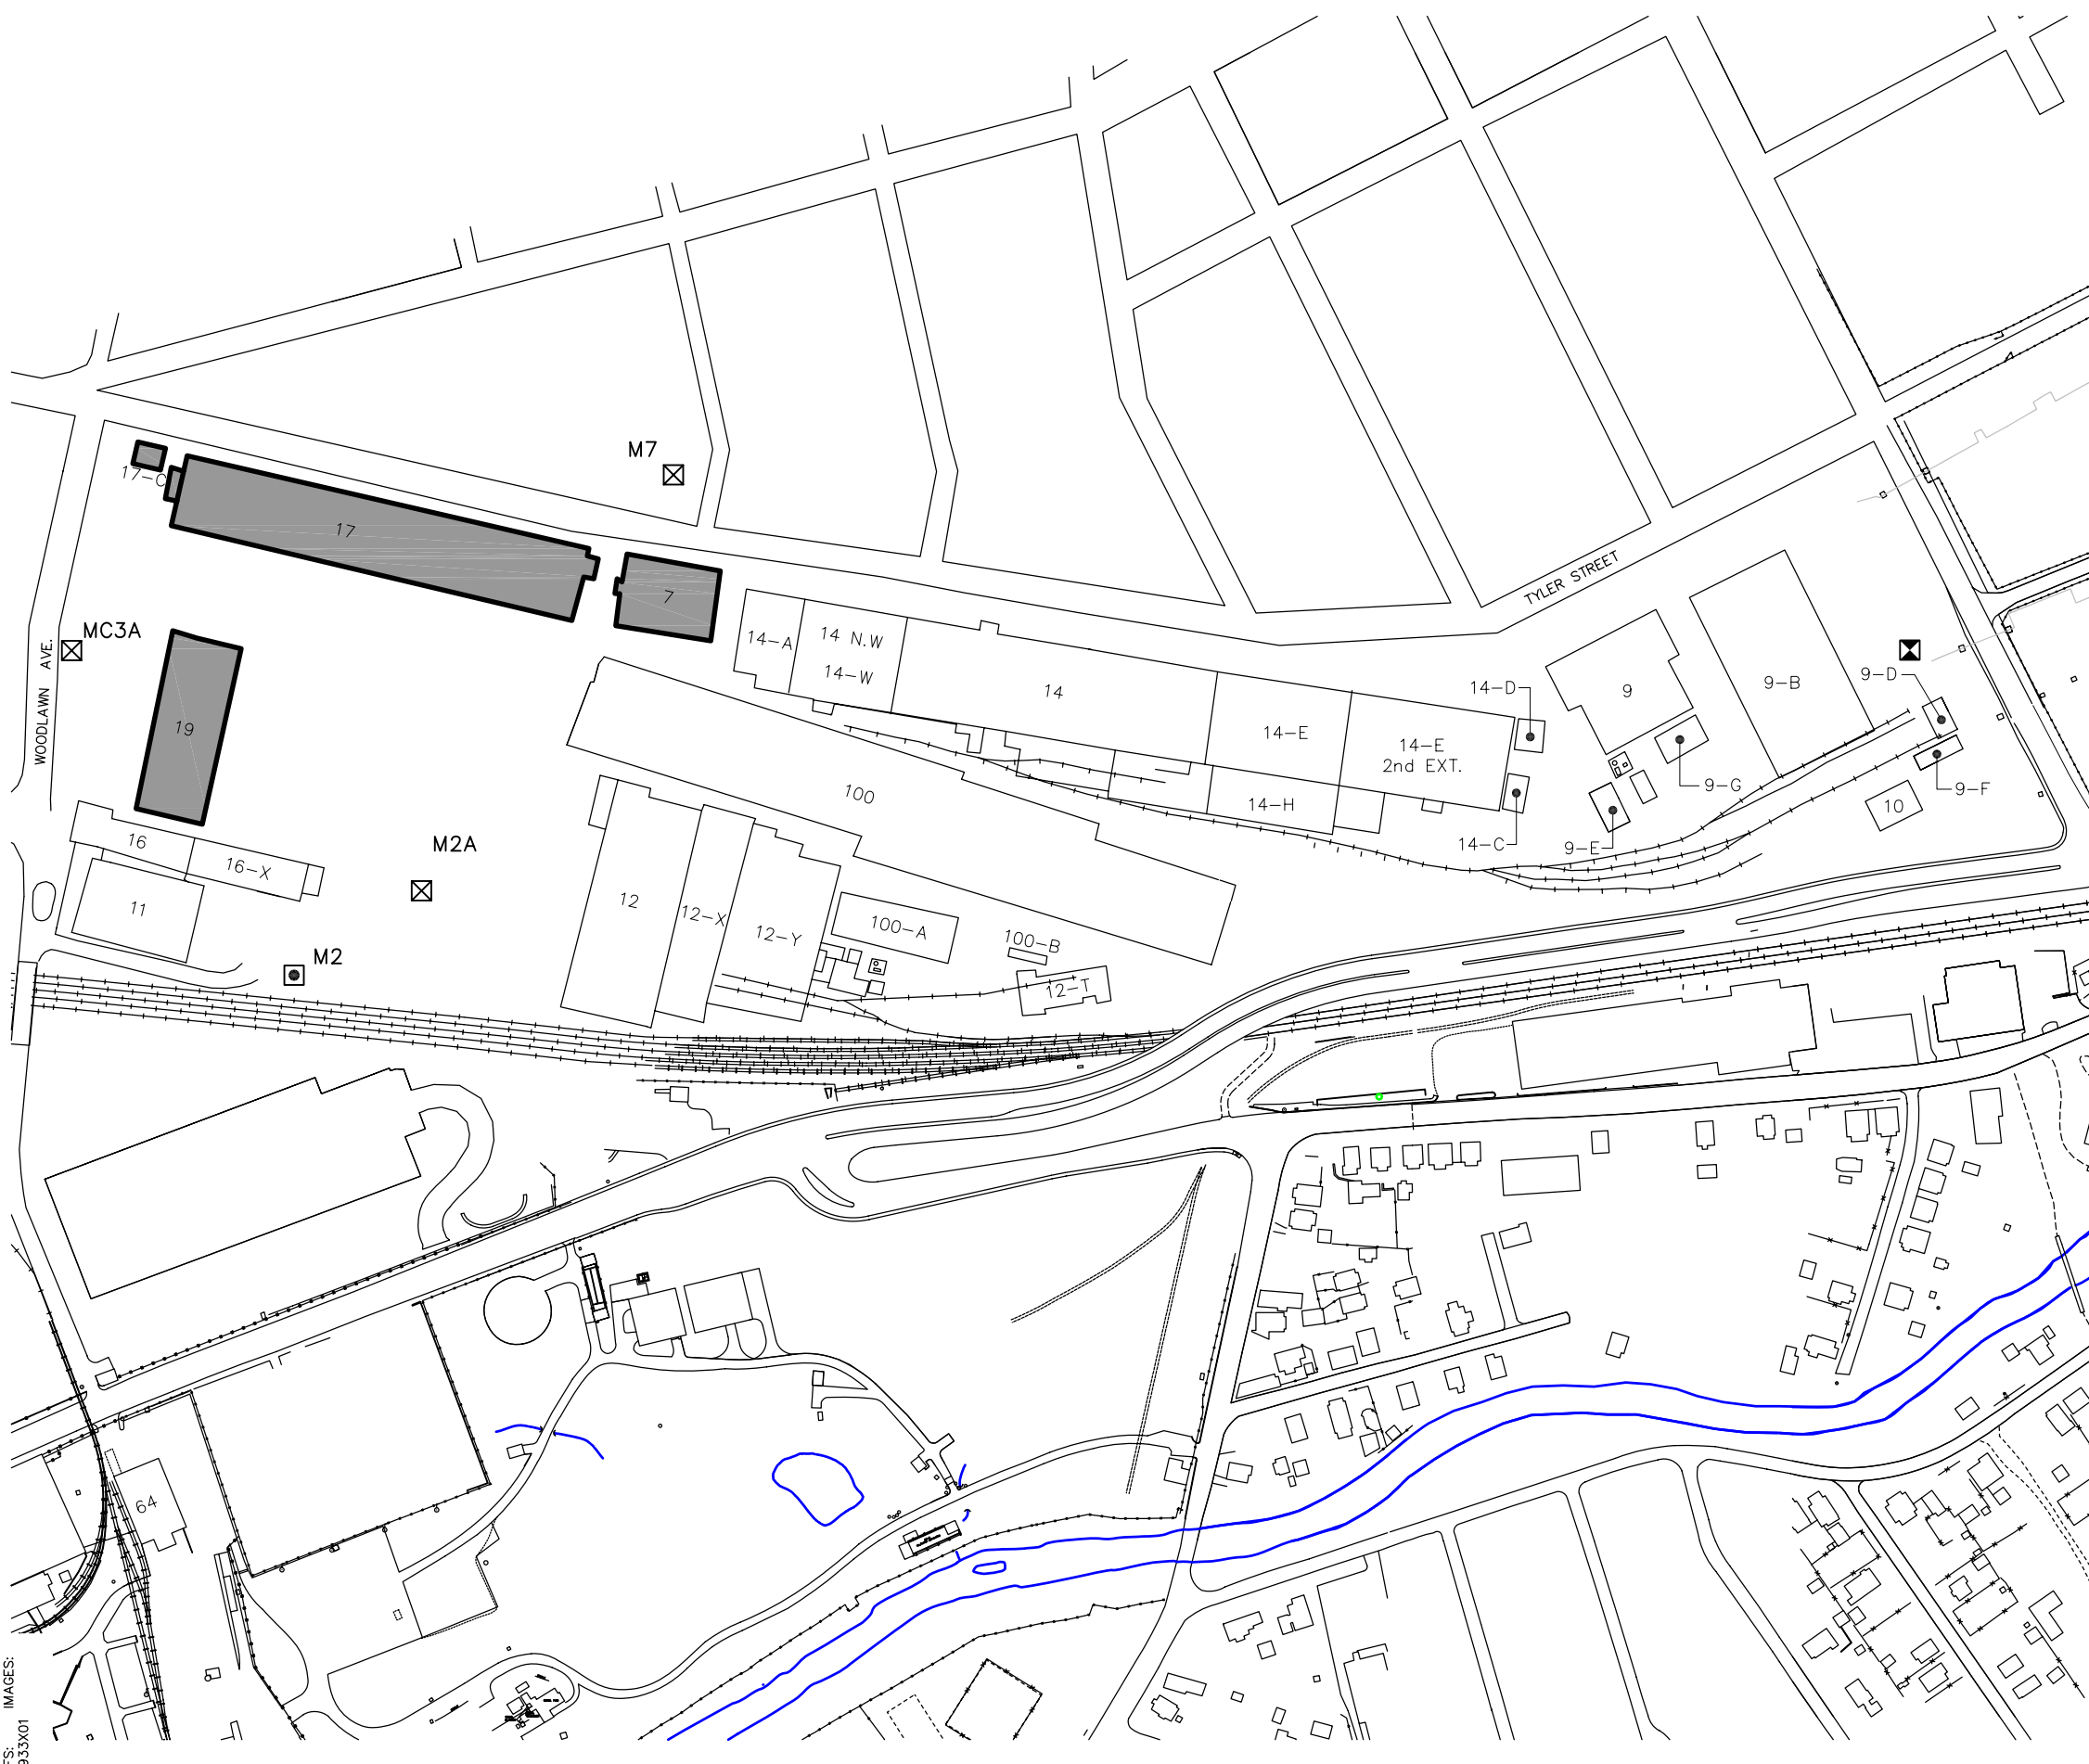 M7
17-C
17
7
TYLER STREET
MC3A
14-A
14 N.W
14-W
14
9
9-B
9-D
14-D
WOODLAWN AVE.
19
14-E
14-E
2nd EXT.
100
14-H
9-G
9-F
10
14-C
9-E
16
16-X
M2A
11
12
12-X
12-Y
100-A
100-B
M2
12-T
64
IMAGES:
933X01